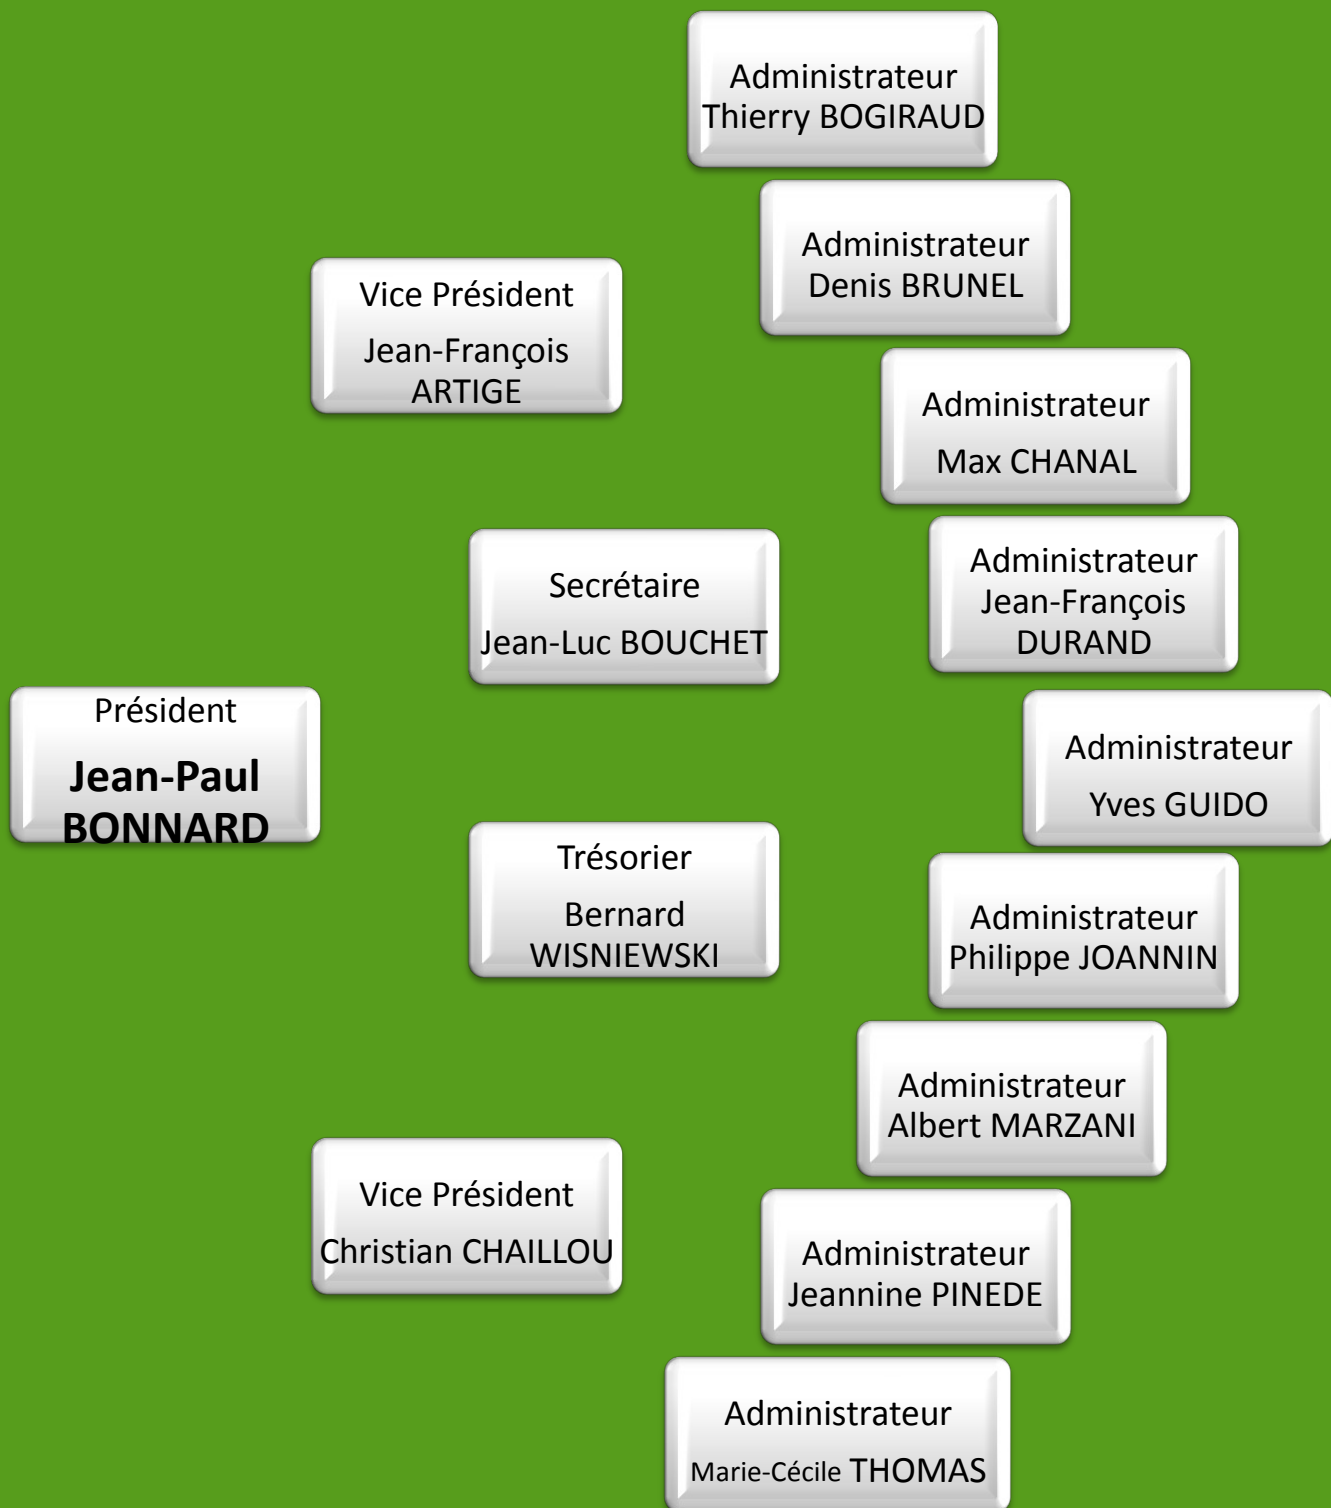 Administrateur
Thierry BOGIRAUD
Administrateur
Denis BRUNEL
Vice Président
Jean-François
ARTIGE
Administrateur
Max CHANAL
Secrétaire
Jean-Luc BOUCHET
Administrateur
Jean-François
DURAND
Président
Jean-Paul
BONNARD
Administrateur
Yves GUIDO
Trésorier
Bernard
WISNIEWSKI
Administrateur
Philippe JOANNIN
Administrateur
Albert MARZANI
Vice Président
Christian CHAILLOU
Administrateur
Jeannine PINEDE
Administrateur
Marie-Cécile THOMAS